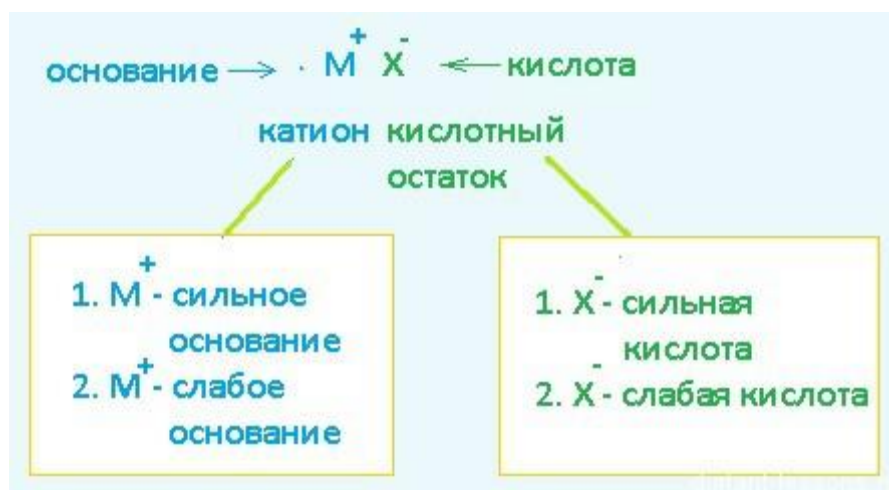 основание → · M⁺ X⁻ ← кислота
катион кислотный
остаток
1. M⁺- сильное
основание
2. M⁺- слабое
основание
1. X⁻- сильная
кислота
2. X⁻- слабая кислота